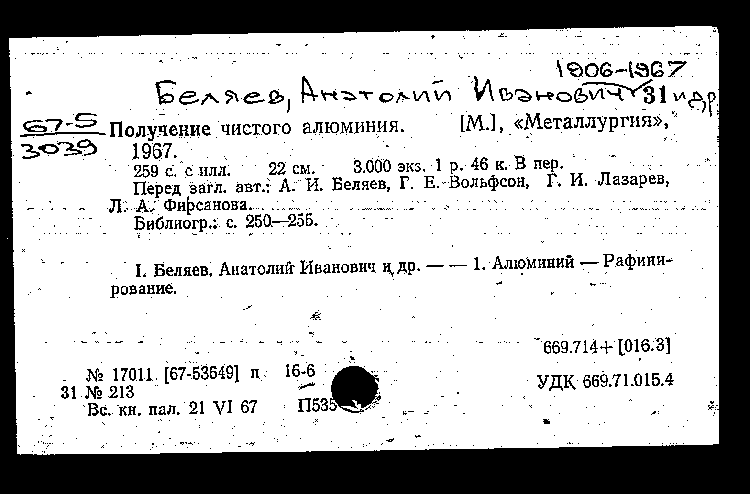 1906-1967
Беляев, Анатолий Иванович 31 и др
67-5 Получение чистого алюминия. [М.], «Металлургия»,
3039 1967.
259 с. с илл. 22 см. 3.000 экз. 1 р. 46 к. В пер.
Перед загл. авт.: А. И. Беляев, Г. Е. Вольфсон, Г. И. Лазарев,
Л. А. Фирсанова.
Библиогр.: с. 250—255.
I. Беляев, Анатолий Иванович и др. — — 1. Алюминий — Рафини-
рование.
669.714+[016.3]
№ 17011 [67-53549] п 16-6
УДК 669.71.015.4
31 № 213
Вс. кн. пал. 21 VI 67 П535